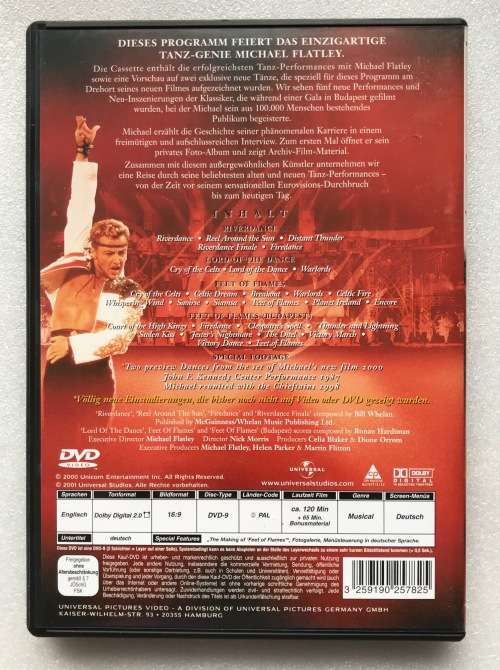 DIESES PROGRAMM FEIERT DAS EINZIGARTIGE
TANZ-GENIE MICHAEL FLATLEY.
Die Cassette enthält die erfolgreichsten Tanz-Performances mit Michael Flatley
sowie eine Vorschau auf zwei exklusive neue Tänze, die speziell für dieses Programm am
Drehort seines neuen Filmes aufgezeichnet wurden. Wir sehen fünf neue Performances und
Neu-Inszenierungen der Klassiker, die während einer Gala in Budapest gefilmt
wurden, bei der Michael sein aus 100.000 Menschen bestehendes
Publikum begeisterte.
Michael erzählt die Geschichte seiner phänomenalen Karriere in einem
freimütigen und aufschlussreichen Interview. Zum ersten Mal öffnet er sein
privates Foto-Album und zeigt Archiv-Film-Material.
Zusammen mit diesem außergewöhnlichen Künstler unternehmen wir
eine Reise durch seine beliebtesten alten und neuen Tanz-Performances –
von der Zeit vor seinem sensationellen Eurovisions-Durchbruch
bis zum heutigen Tag.
INHALT
RIVERDANCE
Riverdance • Reel Around the Sun • Distant Thunder
Riverdance Finale • Firedance
LORD OF THE DANCE
Cry of the Celts • Lord of the Dance • Warlords
FEET OF FLAMES
Cry of the Celts • Celtic Dream • Breakout • Warlords • Celtic Fire
Whispering Wind • Saoirse • Siamsa • Feet of Flames • Planet Ireland • Encore
FEET OF FLAMES (BUDAPEST)
Court of the High Kings • Firedance • Cleopatra's Spell • Thunder and Lightning
Stolen Kiss • Jester's Nightmare • The Duel • Victory March •
Victory Dance • Feet of Flames
SPECIAL FOOTAGE
Two preview Dances from the set of Michael's new film 2000
John F. Kennedy Center Performance 1987
Michael reunited with the Chieftains 1998
*Völlig neue Einstudierungen, die bisher noch nicht auf Video oder DVD gezeigt wurden.
'Riverdance', 'Reel Around The Sun', 'Firedance' and 'Riverdance Finale' composed by Bill Whelan.
Published by McGuinness/Whelan Music Publishing Ltd.
'Lord Of The Dance', 'Feet Of Flames' and 'Feet Of Flames' (Budapest) scores composed by Ronan Hardiman
Executive Director Michael Flatley Director Nick Morris Producers Celia Blaker & Dione Orrom
Executive Producers Michael Flatley, Helen Parker & Martin Flitton
DVD
VIDEO
UNIVERSAL
www.universalstudios.com
DOLBY
DIGITAL
© 2000 Unicorn Entertainment Inc. All Rights Reserved.
© 2001 Universal Studios. Alle Rechte vorbehalten.
Sprachen Tonformat Bildformat Disc-Type Länder-Code Laufzeit Film Genre Screen-Menüs
Englisch Dolby Digital 2.0 16:9 DVD-9 PAL ca. 120 Min + 65 Min. Bonusmaterial Musical Deutsch
Untertitel deutsch Special Features: „The Making of 'Feet of Flames'“, Fotogalerie, Menüsteuerung in deutscher Sprache.
Freigegeben
ohne
Altersbeschränkung
gemäß § 7
JÖSchG
FSK
3 259190 257825
UNIVERSAL PICTURES VIDEO - A DIVISION OF UNIVERSAL PICTURES GERMANY GMBH
KAISER-WILHELM-STR. 93 • 20355 HAMBURG